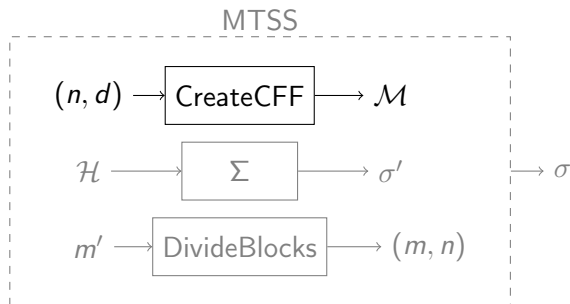 MTSS
(n, d) CreateCFF ℳ
ℋ Σ σ′
σ
m′ DivideBlocks (m, n)